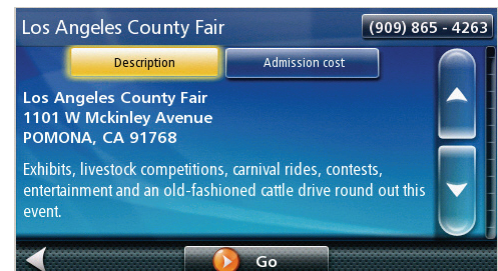 Los Angeles County Fair (909) 865 - 4263
Description Admission cost
Los Angeles County Fair
1101 W Mckinley Avenue
POMONA, CA 91768
Exhibits, livestock competitions, carnival rides, contests,
entertainment and an old-fashioned cattle drive round out this
event.
Go